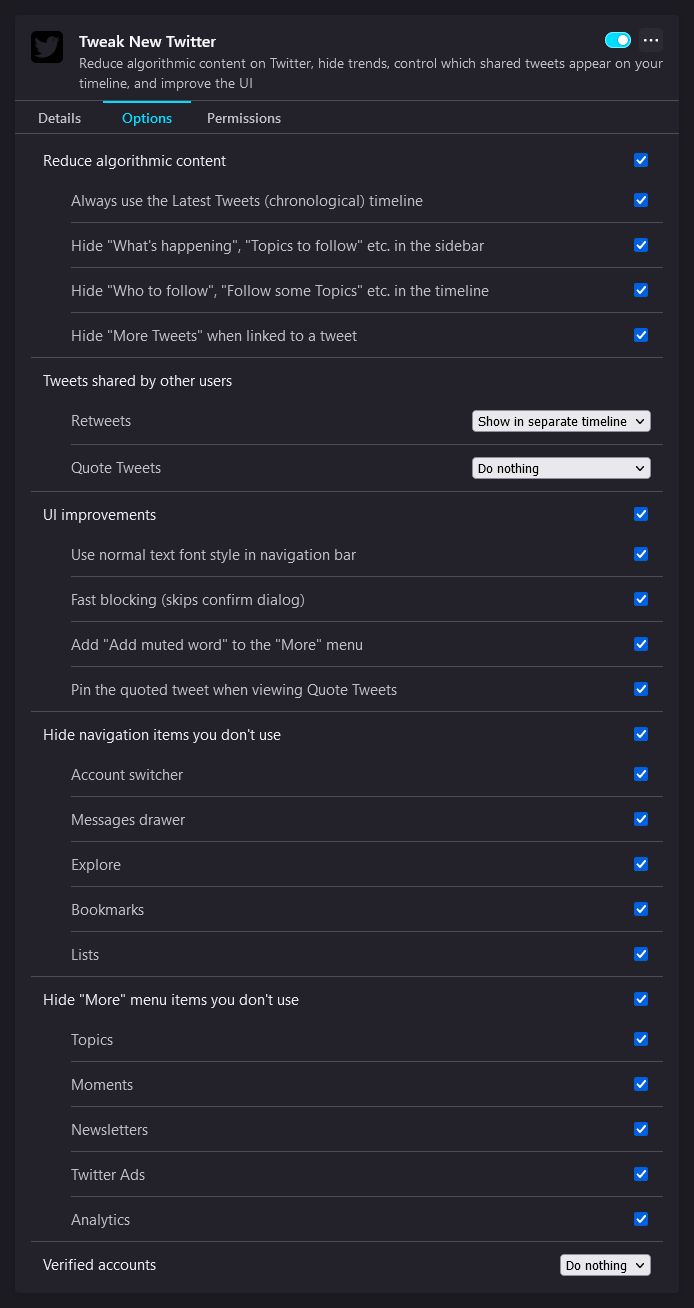 Tweak New Twitter
Reduce algorithmic content on Twitter, hide trends, control which shared tweets appear on your
timeline, and improve the UI
Details Options Permissions
Reduce algorithmic content
Always use the Latest Tweets (chronological) timeline
Hide "What's happening", "Topics to follow" etc. in the sidebar
Hide "Who to follow", "Follow some Topics" etc. in the timeline
Hide "More Tweets" when linked to a tweet
Tweets shared by other users
Retweets Show in separate timeline
Quote Tweets Do nothing
UI improvements
Use normal text font style in navigation bar
Fast blocking (skips confirm dialog)
Add "Add muted word" to the "More" menu
Pin the quoted tweet when viewing Quote Tweets
Hide navigation items you don't use
Account switcher
Messages drawer
Explore
Bookmarks
Lists
Hide "More" menu items you don't use
Topics
Moments
Newsletters
Twitter Ads
Analytics
Verified accounts Do nothing